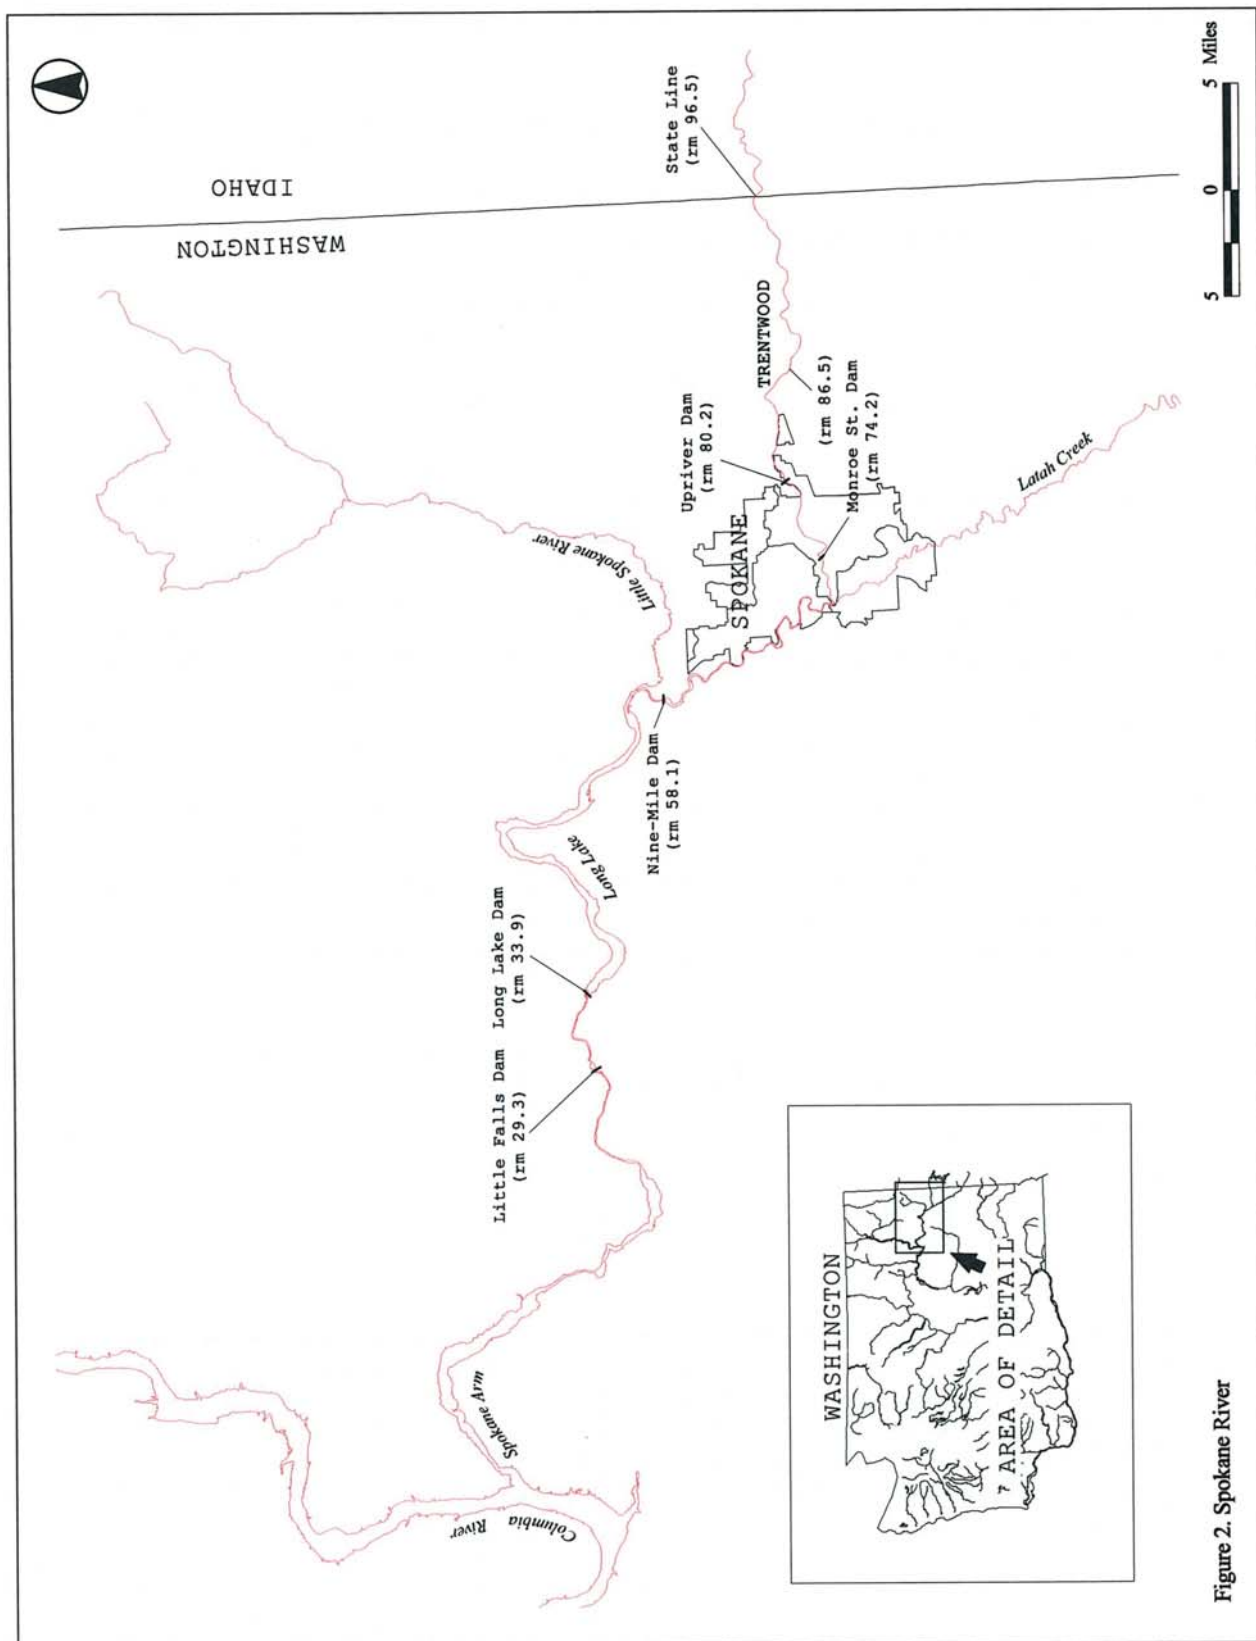 IDAHO
WASHINGTON
State Line
(rm 96.5)
TRENTWOOD
(rm 86.5)
Upriver Dam
(rm 80.2)
Monroe St. Dam
(rm 74.2)
SPOKANE
Latah Creek
Little Spokane River
Nine-Mile Dam
(rm 58.1)
Long Lake
Long Lake Dam
(rm 33.9)
Little Falls Dam
(rm 29.3)
Spokane Arm
Columbia
River
WASHINGTON
AREA OF DETAIL
5 0 5 Miles
Figure 2. Spokane River